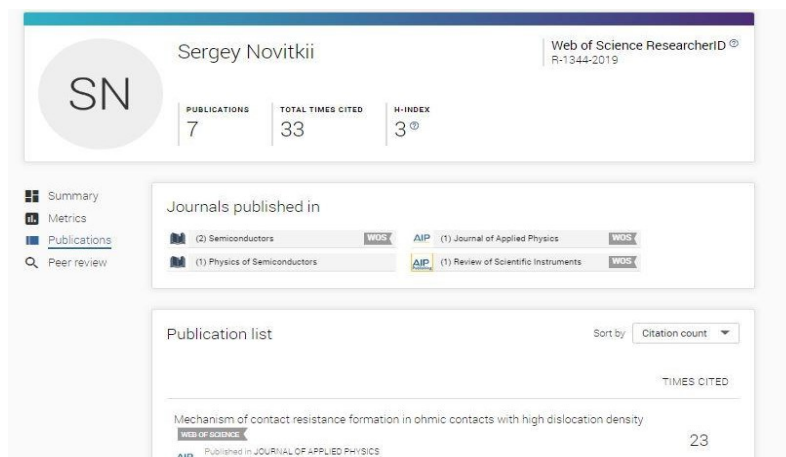 SN
Sergey Novitkii
Web of Science ResearcherID
R-1344-2019
PUBLICATIONS TOTAL TIMES CITED H-INDEX
7 33 3
Summary
Metrics
Publications
Peer review
Journals published in
(2) Semiconductors WOS
AIP (1) Journal of Applied Physics WOS
(1) Physics of Semiconductors
AIP (1) Review of Scientific Instruments WOS
Publication list
Sort by Citation count
TIMES CITED
Mechanism of contact resistance formation in ohmic contacts with high dislocation density
WEB OF SCIENCE
23
AIP Published in JOURNAL OF APPLIED PHYSICS